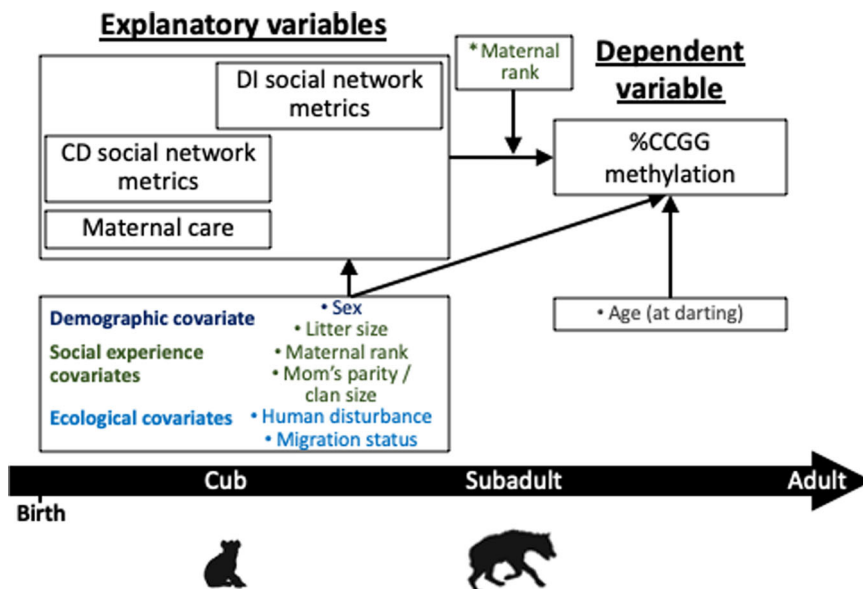 Explanatory variables
DI social network
metrics
CD social network
metrics
Maternal care
*Maternal
rank
Dependent
variable
%CCGG
methylation
Demographic covariate
• Sex
• Litter size
Social experience
covariates
• Maternal rank
• Mom's parity /
clan size
Ecological covariates
• Human disturbance
• Migration status
• Age (at darting)
Cub
Subadult
Adult
Birth